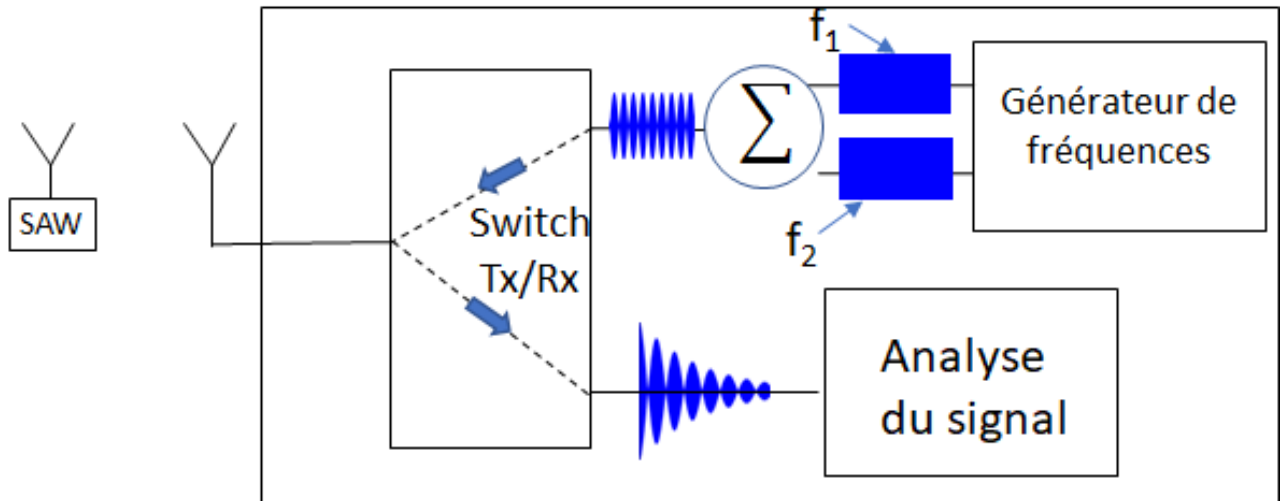 f₁
Générateur de
fréquences
∑
SAW
Switch
Tx/Rx
f₂
Analyse
du signal